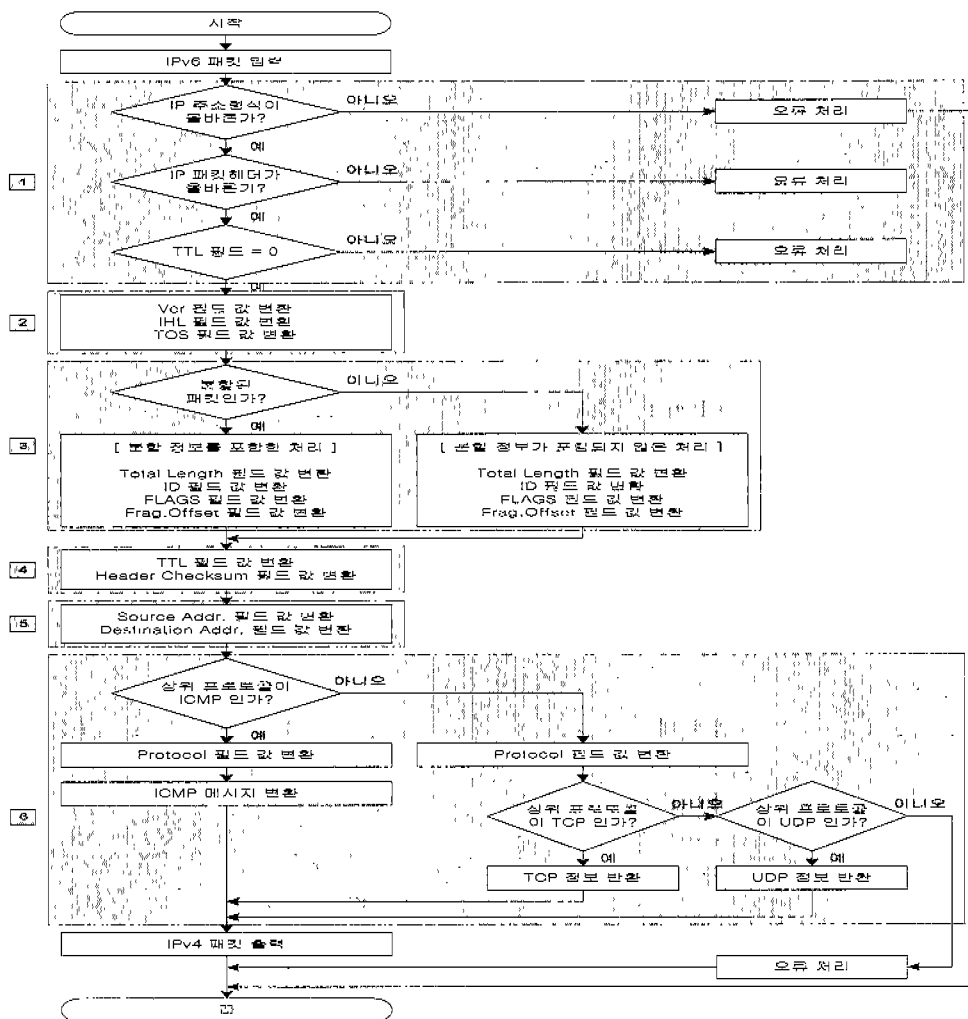 시작
IPv6 패킷 입력
IP 주소형식이
올바른가?
아니오
오류 처리
예
1
IP 패킷헤더가
올바른가?
아니오
오류 처리
예
TTL 필드 = 0
아니오
오류 처리
예
2
Ver 필드 값 변환
IHL 필드 값 변환
TOS 필드 값 변환
분할된
패킷인가?
아니오
예
3
[ 분할 정보를 포함한 처리 ]
Total Length 필드 값 변환
ID 필드 값 변환
FLAGS 필드 값 변환
Frag.Offset 필드 값 변환
[ 분할 정보가 포함되지 않은 처리 ]
Total Length 필드 값 변환
ID 필드 값 변환
FLAGS 필드 값 변환
Frag.Offset 필드 값 변환
4
TTL 필드 값 변환
Header Checksum 필드 값 변환
5
Source Addr. 필드 값 변환
Destination Addr. 필드 값 변환
상위 프로토콜이
ICMP 인가?
아니오
예
Protocol 필드 값 변환
Protocol 필드 값 변환
ICMP 메시지 변환
6
상위 프로토콜
이 TCP 인가?
아니오
상위 프로토콜
이 UDP 인가?
아니오
예
예
TCP 정보 반환
UDP 정보 반환
IPv4 패킷 출력
오류 처리
끝